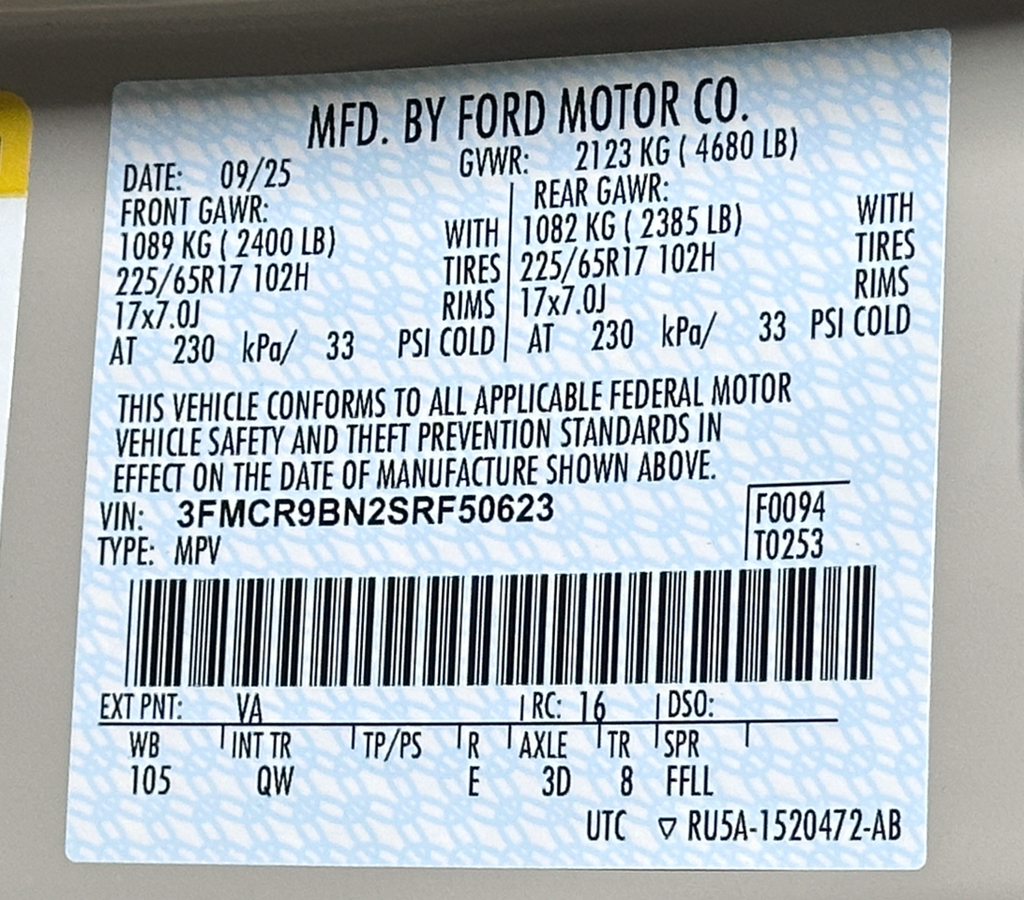 MFD. BY FORD MOTOR CO.
DATE: 09/25 GVWR: 2123 KG ( 4680 LB)
FRONT GAWR: REAR GAWR:
1089 KG ( 2400 LB) WITH 1082 KG ( 2385 LB) WITH
225/65R17 102H TIRES 225/65R17 102H TIRES
17x7.0J RIMS 17x7.0J RIMS
AT 230 kPa/ 33 PSI COLD AT 230 kPa/ 33 PSI COLD
THIS VEHICLE CONFORMS TO ALL APPLICABLE FEDERAL MOTOR
VEHICLE SAFETY AND THEFT PREVENTION STANDARDS IN
EFFECT ON THE DATE OF MANUFACTURE SHOWN ABOVE.
VIN: 3FMCR9BN2SRF50623 F0094
TYPE: MPV T0253
EXT PNT: VA RC: 16 DSO:
WB INT TR TP/PS R AXLE TR SPR
105 QW E 3D 8 FFLL
UTC ▽ RU5A-1520472-AB